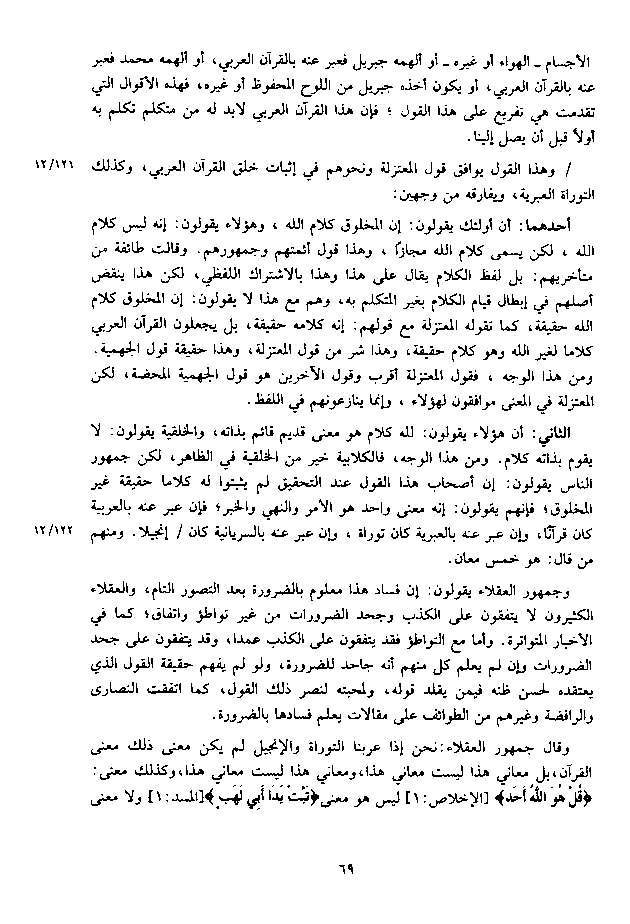 الأجسام ـ الهواء أو غيره ـ أو ألهمه جبريل فعبر عنه بالقرآن العربي، أو ألهمه محمد فعبر
عنه بالقرآن العربي، أو يكون أخذه جبريل من اللوح المحفوظ أو غيره، فهذه الأقوال التي
تقدمت هي تفريع على هذا القول ؛ فإن هذا القرآن العربي لابد له من متكلم تكلم به
أولاً قبل أن يصل إلينا.
/ وهذا القول يوافق قول المعتزلة ونحوهم في إثبات خلق القرآن العربي، وكذلك ١٢/١٢١
التوراة العبرية، ويفارقه من وجهين:
أحدهما: أن أولئك يقولون: إن المخلوق كلام الله ، وهؤلاء يقولون: إنه ليس كلام
الله ، لكن يسمى كلام الله مجازًا ، وهذا قول أئمتهم وجمهورهم. وقالت طائفة من
متأخريهم: بل لفظ الكلام يقال على هذا وهذا بالاشتراك اللفظي، لكن هذا ينقض
أصلهم في إبطال قيام الكلام بغير المتكلم به، وهم مع هذا لا يقولون: إن المخلوق كلام
الله حقيقة، كما تقوله المعتزلة مع قولهم: إنه كلامه حقيقة، بل يجعلون القرآن العربي
كلاما لغير الله وهو كلام حقيقة، وهذا شر من قول المعتزلة، وهذا حقيقة قول الجهمية.
ومن هذا الوجه ، فقول المعتزلة أقرب وقول الآخرين هو قول الجهمية المحضة، لكن
المعتزلة في المعنى موافقون لهؤلاء ، وإنما ينازعونهم في اللفظ.
الثاني: أن هؤلاء يقولون: لله كلام هو معنى قديم قائم بذاته، والخلقية يقولون: لا
يقوم بذاته كلام. ومن هذا الوجه، فالكلابية خير من الخلقية في الظاهر، لكن جمهور
الناس يقولون: إن أصحاب هذا القول عند التحقيق لم يثبتوا له كلاما حقيقة غير
المخلوق؛ فإنهم يقولون: إنه معنى واحد هو الأمر والنهي والخبر؛ فإن عبر عنه بالعربية
كان قرآنًا، وإن عبر عنه بالعبرية كان توراة ، وإن عبر عنه بالسريانية كان / إنجيلا. ومنهم ١٢/١٢٢
من قال: هو خمس معان.
وجمهور العقلاء يقولون: إن فساد هذا معلوم بالضرورة بعد التصور التام، والعقلاء
الكثيرون لا يتفقون على الكذب وجحد الضرورات من غير تواطؤ واتفاق؛ كما في
الأخبار المتواترة. وأما مع التواطؤ فقد يتفقون على الكذب عمدا، وقد يتفقون على جحد
الضرورات وإن لم يعلم كل منهم أنه جاحد للضرورة، ولو لم يفهم حقيقة القول الذي
يعتقده لحسن ظنه فيمن يقلد قوله، ولمحبته لنصر ذلك القول، كما اتفقت النصارى
والرافضة وغيرهم من الطوائف على مقالات يعلم فسادها بالضرورة.
وقال جمهور العقلاء:نحن إذا عربنا التوراة والإنجيل لم يكن معنى ذلك معنى
القرآن،بل معاني هذا ليست معاني هذا،ومعاني هذا ليست معاني هذا،وكذلك معنى:
﴿قُلْ هُوَ اللَّهُ أَحَد﴾ [الإخلاص:١] ليس هو معنى﴿تَبَّتْ يَدَا أَبِي لَهَبٍ﴾[المسد:١] ولا معنى
٦٩